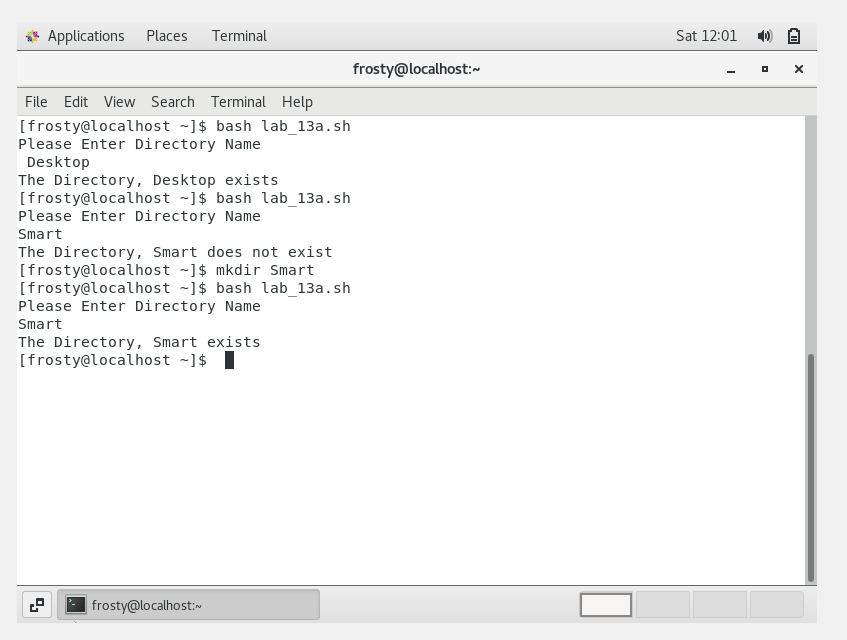 Applications Places Terminal Sat 12:01
frosty@localhost:~
File Edit View Search Terminal Help
[frosty@localhost ~]$ bash lab_13a.sh
Please Enter Directory Name
 Desktop
The Directory, Desktop exists
[frosty@localhost ~]$ bash lab_13a.sh
Please Enter Directory Name
Smart
The Directory, Smart does not exist
[frosty@localhost ~]$ mkdir Smart
[frosty@localhost ~]$ bash lab_13a.sh
Please Enter Directory Name
Smart
The Directory, Smart exists
[frosty@localhost ~]$
frosty@localhost:~